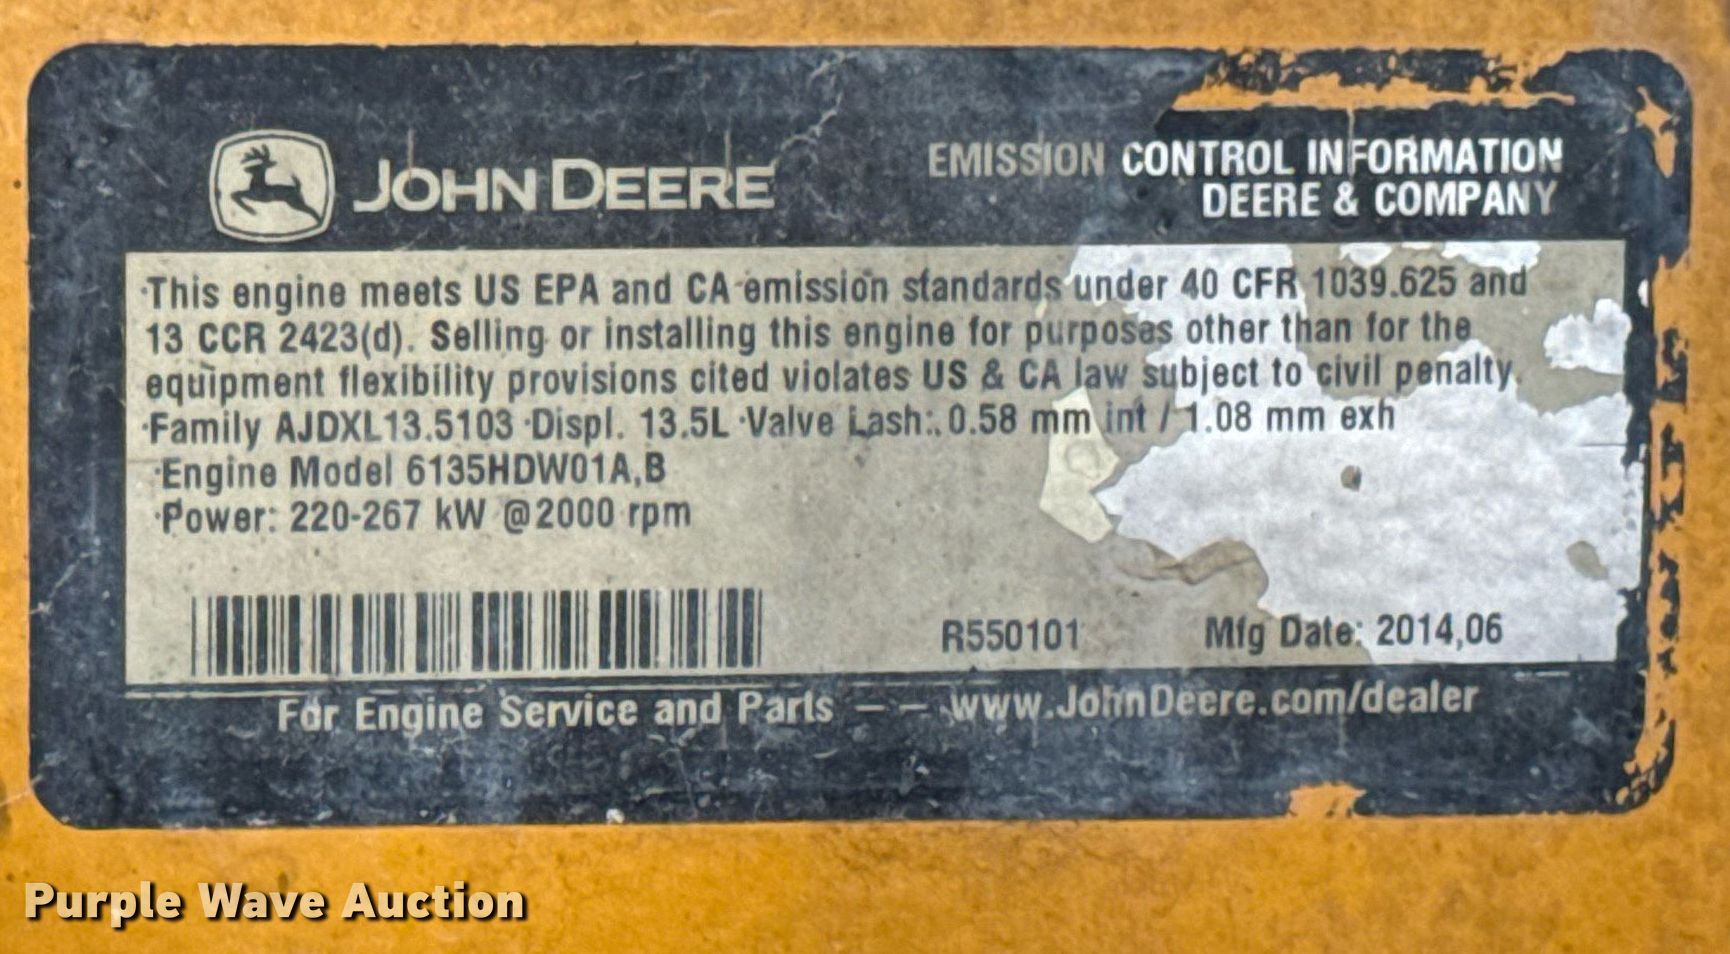 JOHN DEERE
EMISSION CONTROL INFORMATION
DEERE & COMPANY
·This engine meets US EPA and CA emission standards under 40 CFR 1039.625 and
13 CCR 2423(d). Selling or installing this engine for purposes other than for the
equipment flexibility provisions cited violates US & CA law subject to civil penalty.
·Family AJDXL13.5103 ·Displ. 13.5L ·Valve Lash: 0.58 mm int / 1.08 mm exh
·Engine Model 6135HDW01A,B
·Power: 220-267 kW @2000 rpm
R550101 Mfg Date: 2014,06
For Engine Service and Parts – – www.JohnDeere.com/dealer
Purple Wave Auction